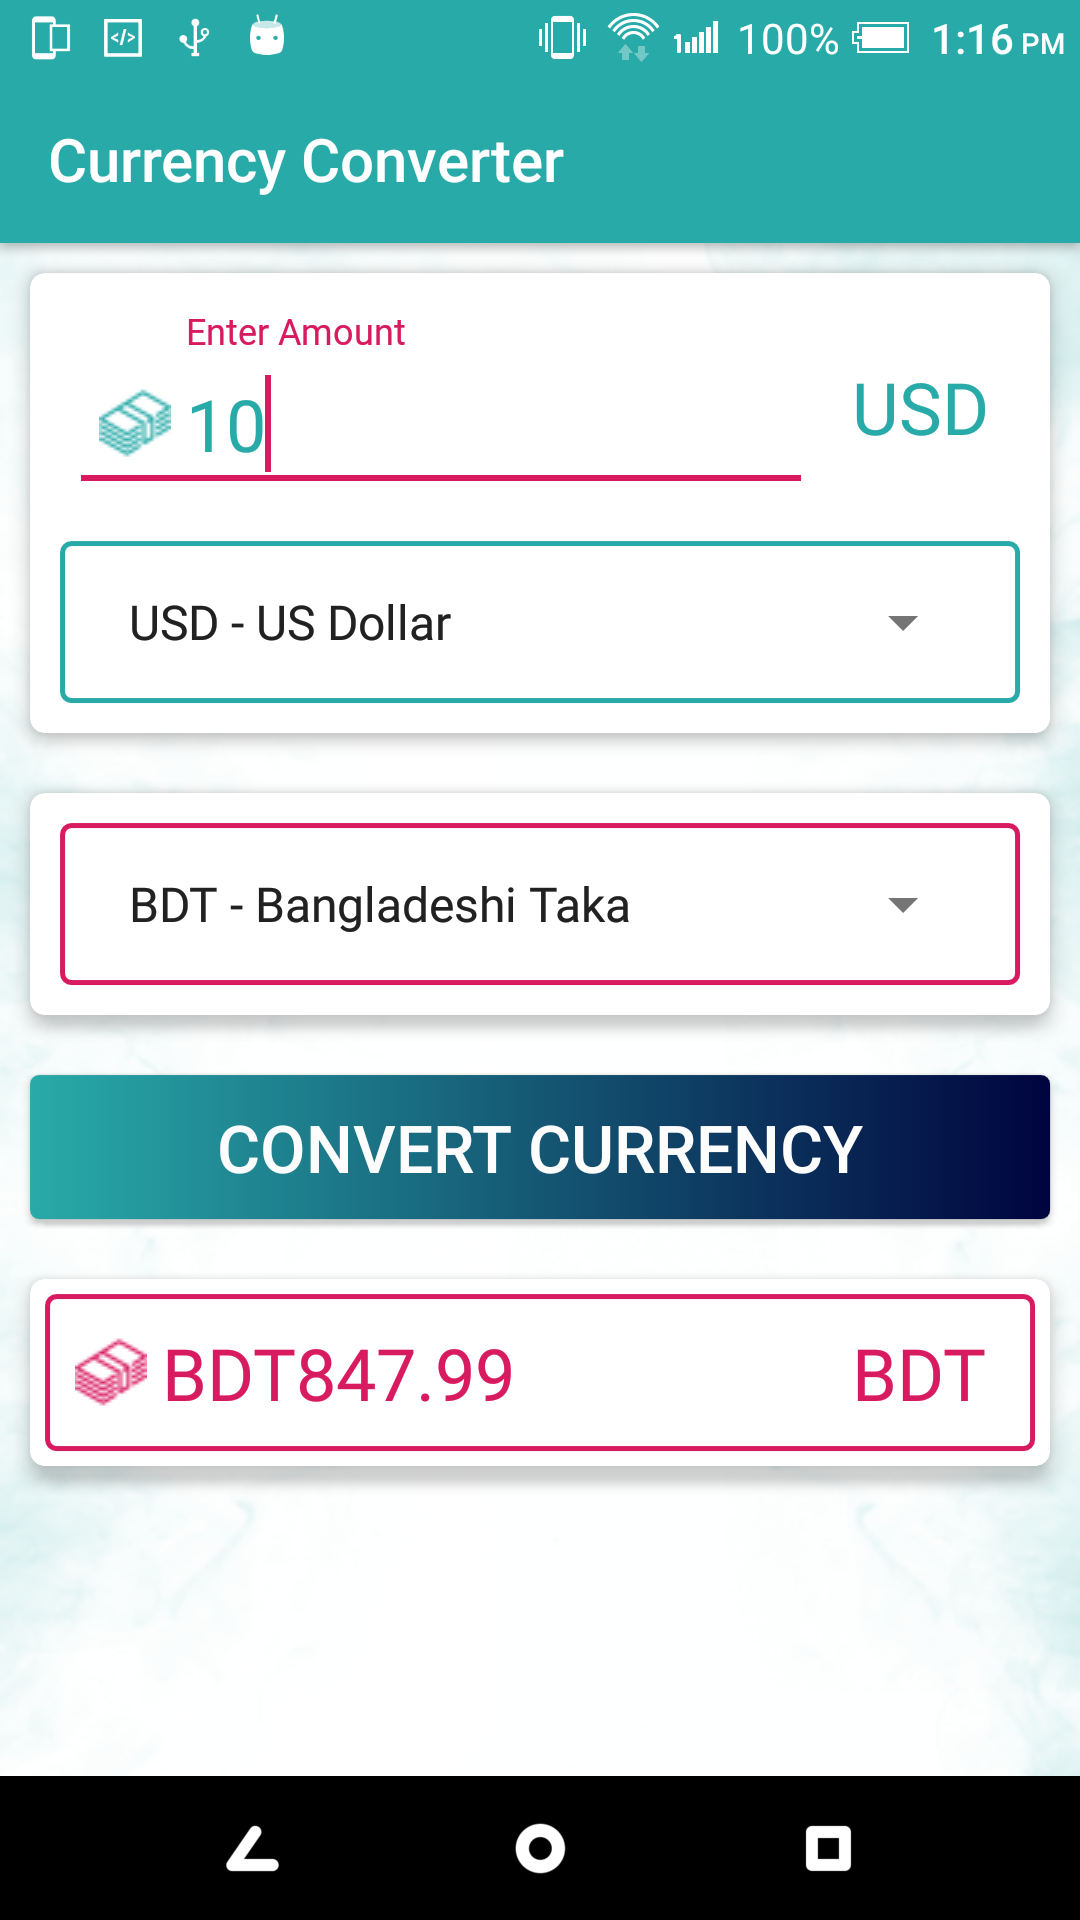 100% 1:16 PM
Currency Converter
Enter Amount
10 USD
USD - US Dollar
BDT - Bangladeshi Taka
CONVERT CURRENCY
BDT847.99 BDT